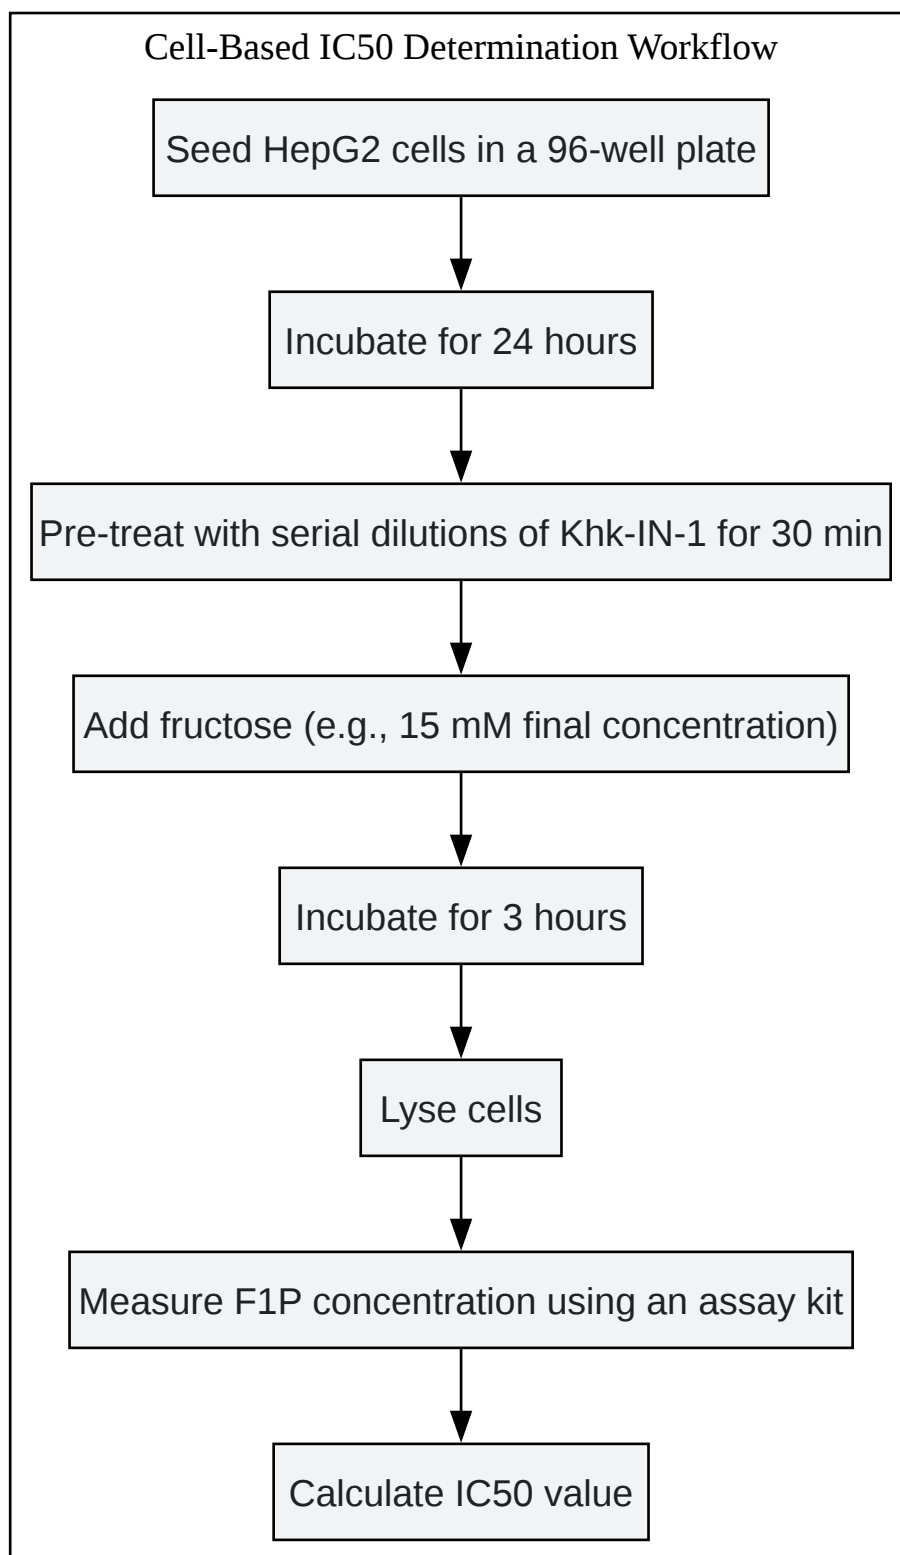 Cell-Based IC50 Determination Workflow
Seed HepG2 cells in a 96-well plate
Incubate for 24 hours
Pre-treat with serial dilutions of Khk-IN-1 for 30 min
Add fructose (e.g., 15 mM final concentration)
Incubate for 3 hours
Lyse cells
Measure F1P concentration using an assay kit
Calculate IC50 value